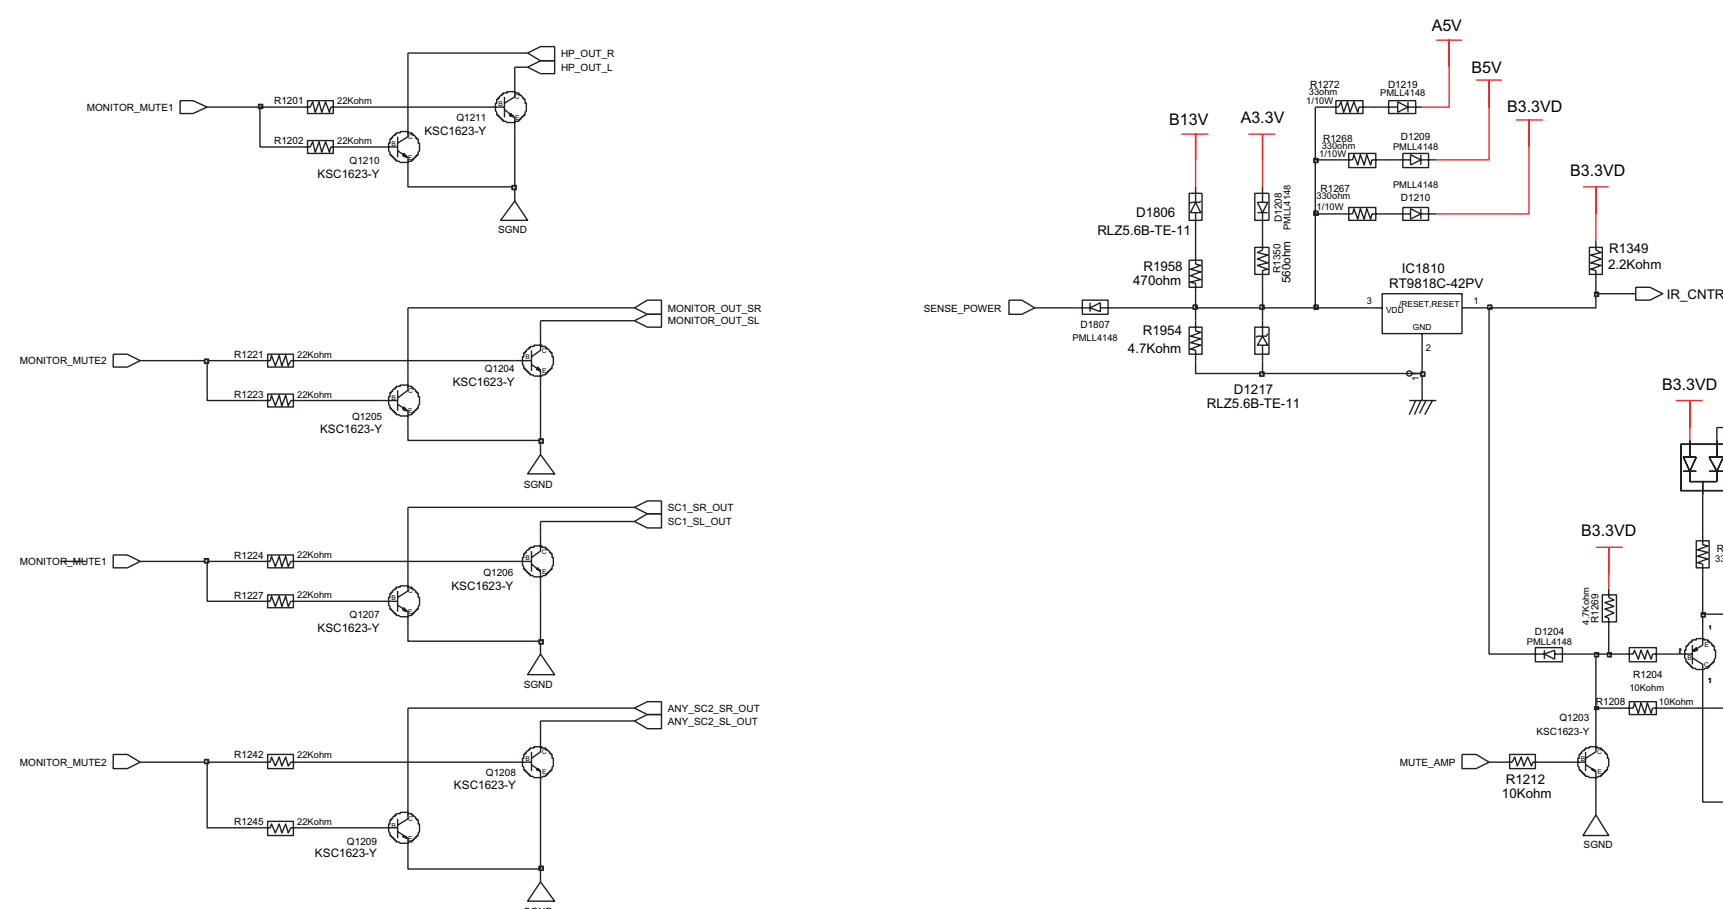 HP_OUT_R
HP_OUT_L
MONITOR_MUTE1
R1201
22Kohm
R1202
22Kohm
Q1211
KSC1623-Y
Q1210
KSC1623-Y
SGND
MONITOR_OUT_SR
MONITOR_OUT_SL
MONITOR_MUTE2
R1221
22Kohm
R1223
22Kohm
Q1204
KSC1623-Y
Q1205
KSC1623-Y
SGND
SC1_SR_OUT
SC1_SL_OUT
MONITOR_MUTE1
R1224
22Kohm
R1227
22Kohm
Q1206
KSC1623-Y
Q1207
KSC1623-Y
SGND
ANY_SC2_SR_OUT
ANY_SC2_SL_OUT
MONITOR_MUTE2
R1242
22Kohm
R1245
22Kohm
Q1208
KSC1623-Y
Q1209
KSC1623-Y
A5V
B5V
B3.3VD
B13V
A3.3V
R1272
33ohm
1/10W
D1219
PMLL4148
R1268
330ohm
1/10W
D1209
PMLL4148
R1267
330ohm
1/10W
PMLL4148
D1210
D1806
RLZ5.6B-TE-11
D1208
PMLL4148
R1958
470ohm
R1350
560ohm
SENSE_POWER
D1807
PMLL4148
R1954
4.7Kohm
D1217
RLZ5.6B-TE-11
IC1810
RT9818C-42PV
3
VDD
/RESET,RESET
1
GND
2
1
B3.3VD
R1349
2.2Kohm
IR_CNTR
B3.3VD
B3.3VD
4.7Kohm
R1269
D1204
PMLL4148
R1204
10Kohm
R1208
10Kohm
Q1203
KSC1623-Y
MUTE_AMP
R1212
10Kohm
SGND